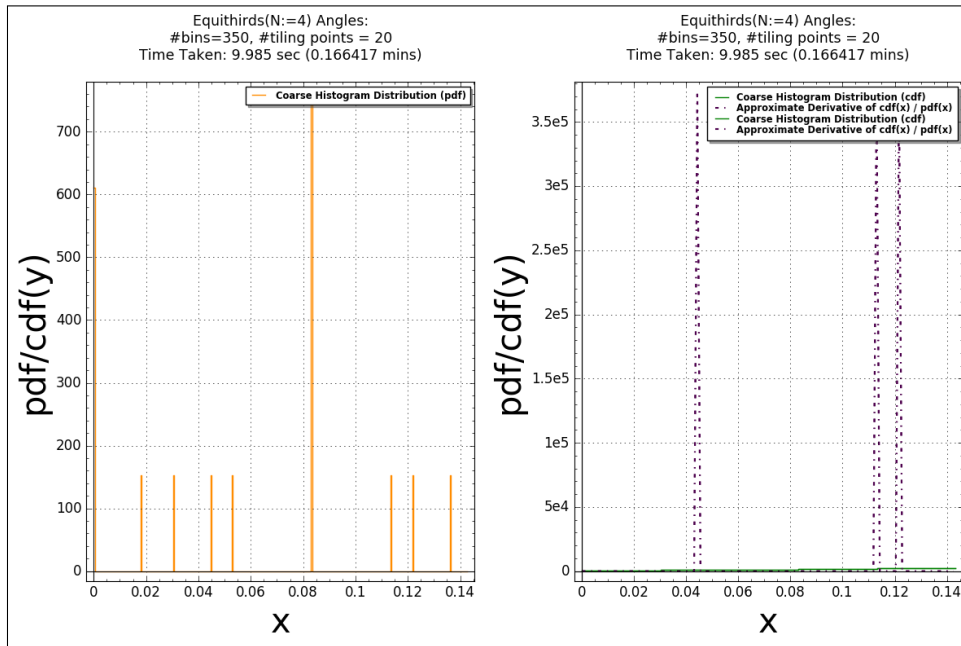 Equithirds(N:=4) Angles:
#bins=350, #tiling points = 20
Time Taken: 9.985 sec (0.166417 mins)
Coarse Histogram Distribution (pdf)
pdf/cdf(y)
700
600
500
400
300
200
100
0
0
0.02
0.04
0.06
0.08
0.1
0.12
0.14
x
Equithirds(N:=4) Angles:
#bins=350, #tiling points = 20
Time Taken: 9.985 sec (0.166417 mins)
Coarse Histogram Distribution (cdf)
Approximate Derivative of cdf(x) / pdf(x)
Coarse Histogram Distribution (cdf)
Approximate Derivative of cdf(x) / pdf(x)
pdf/cdf(y)
3.5e5
3e5
2.5e5
2e5
1.5e5
1e5
5e4
0
0
0.02
0.04
0.06
0.08
0.1
0.12
0.14
x